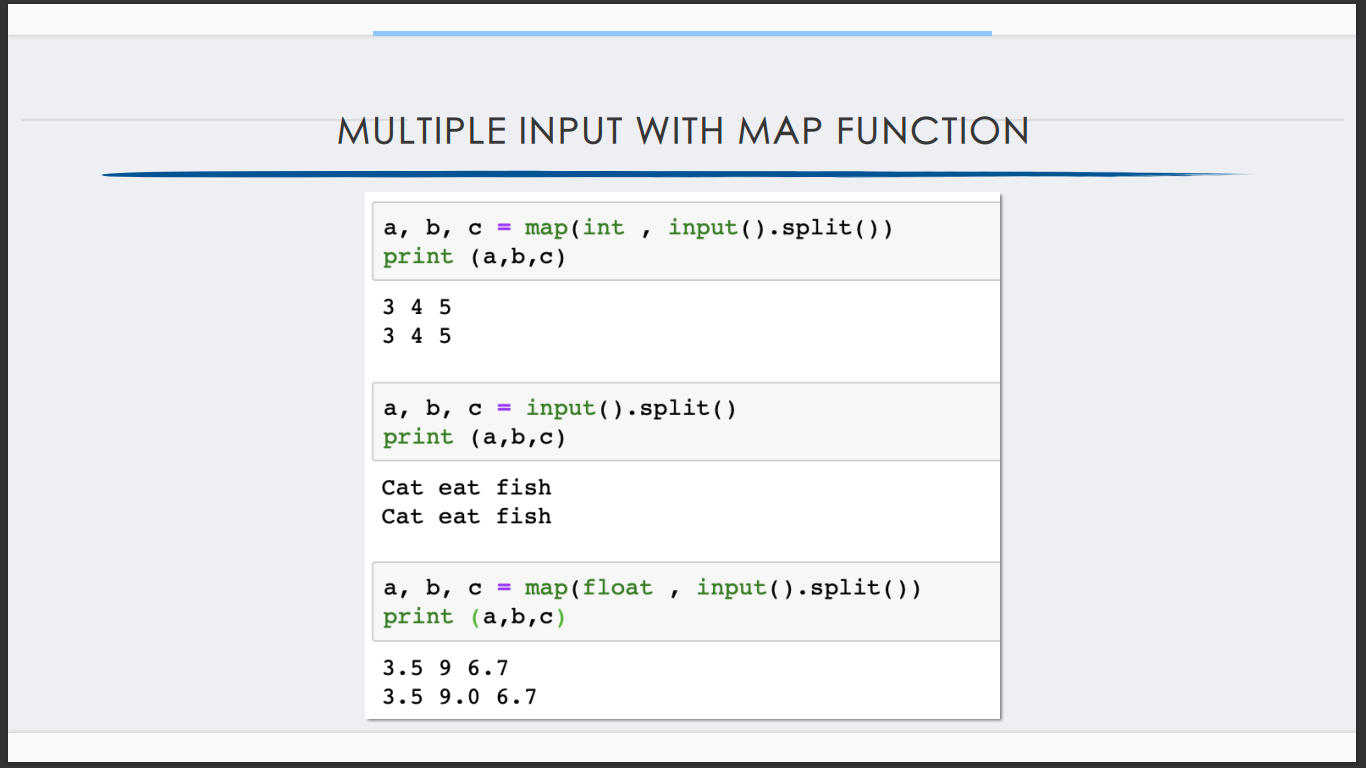 MULTIPLE INPUT WITH MAP FUNCTION
a, b, c = map(int , input().split())
print (a,b,c)
3 4 5
3 4 5
a, b, c = input().split()
print (a,b,c)
Cat eat fish
Cat eat fish
a, b, c = map(float , input().split())
print (a,b,c)
3.5 9 6.7
3.5 9.0 6.7